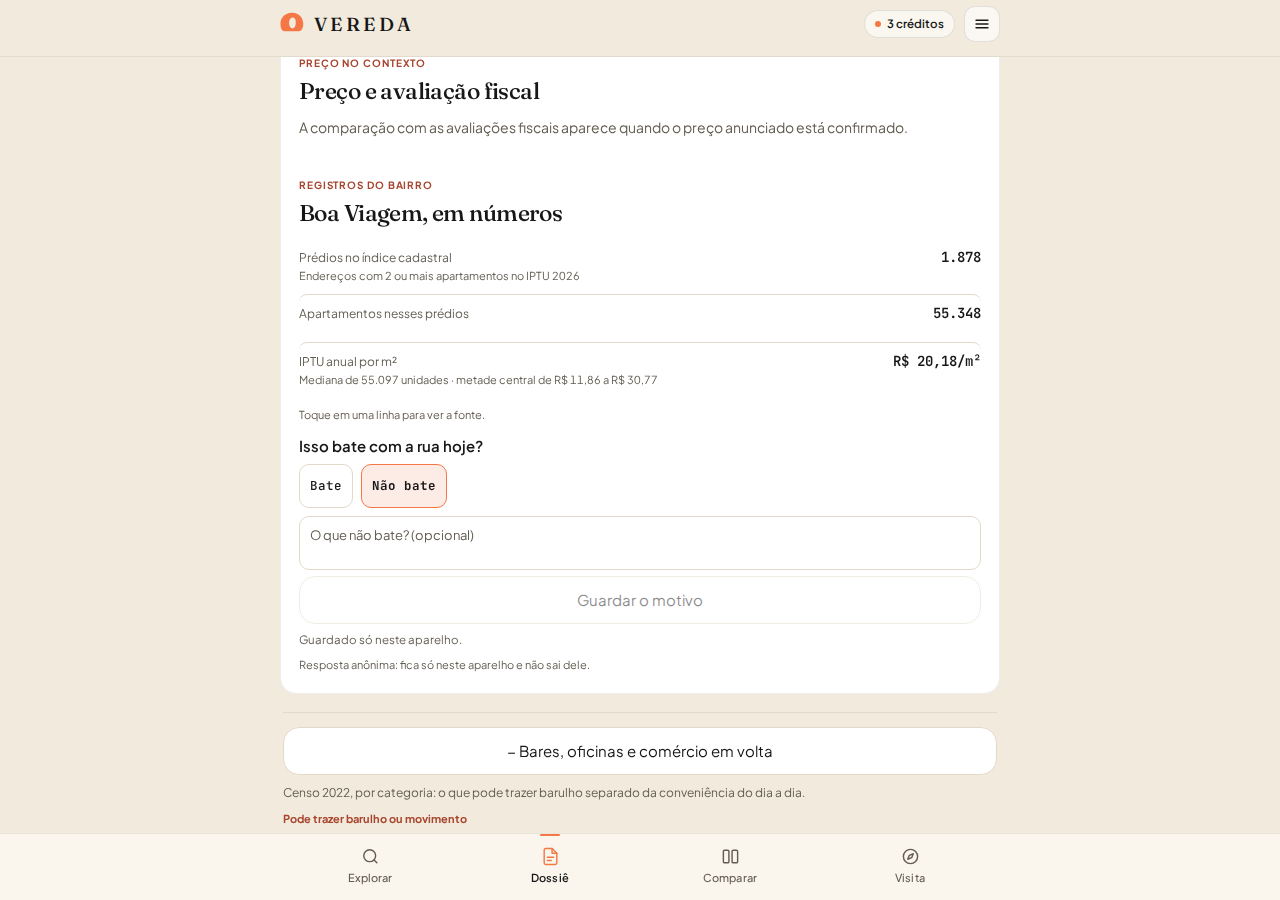 VEREDA
3 créditos
PREÇO NO CONTEXTO
Preço e avaliação fiscal
A comparação com as avaliações fiscais aparece quando o preço anunciado está confirmado.
REGISTROS DO BAIRRO
Boa Viagem, em números
Prédios no índice cadastral
1.878
Endereços com 2 ou mais apartamentos no IPTU 2026
Apartamentos nesses prédios
55.348
IPTU anual por m²
R$ 20,18/m²
Mediana de 55.097 unidades · metade central de R$ 11,86 a R$ 30,77
Toque em uma linha para ver a fonte.
Isso bate com a rua hoje?
Bate
Não bate
O que não bate? (opcional)
Guardar o motivo
Guardado só neste aparelho.
Resposta anônima: fica só neste aparelho e não sai dele.
– Bares, oficinas e comércio em volta
Censo 2022, por categoria: o que pode trazer barulho separado da conveniência do dia a dia.
Pode trazer barulho ou movimento
Explorar
Dossiê
Comparar
Visita